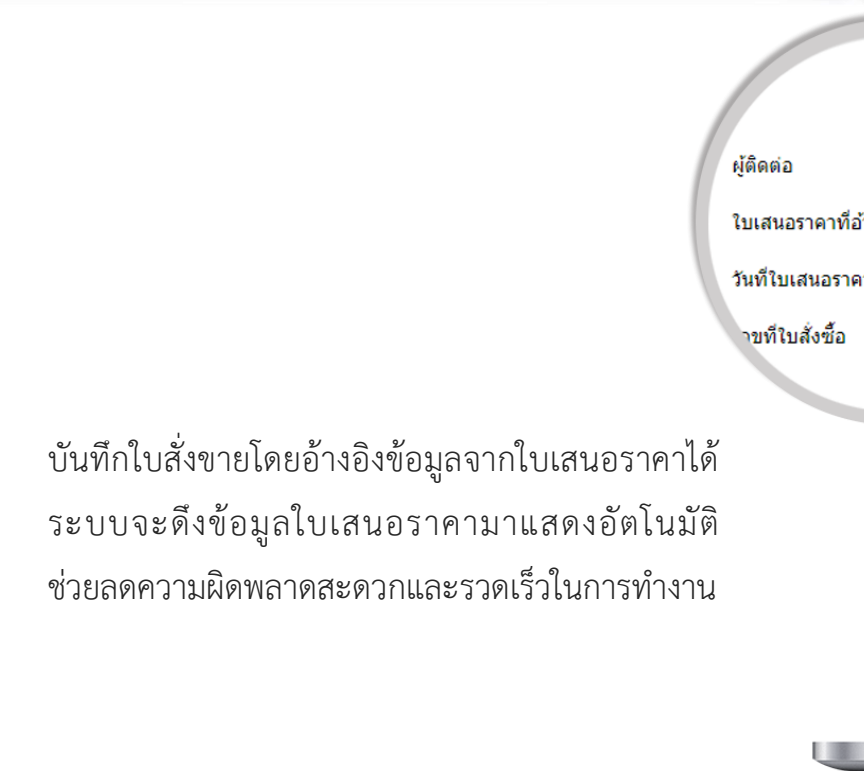 ผู้ติดต่อ
ใบเสนอราคาที่
วันที่ใบเสนอราค
ขที่ใบสั่งซื้อ
บันทึกใบสั่งขายโดยอ้างอิงข้อมูลจากใบเสนอราคาได้
ระบบจะดึงข้อมูลใบเสนอราคามาแสดงอัตโนมัติ
ช่วยลดความผิดพลาดสะดวกและรวดเร็วในการทำงาน